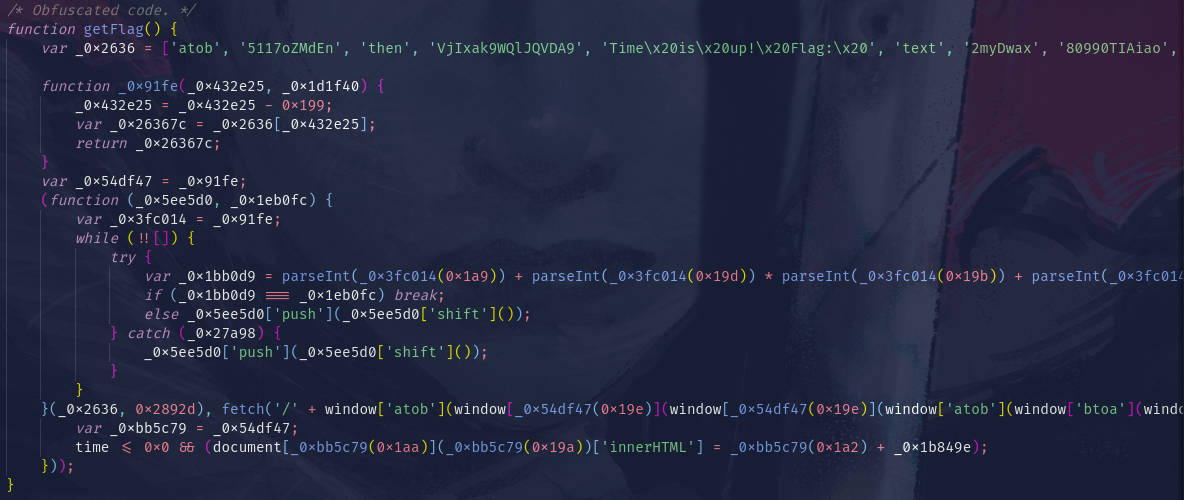 /* Obfuscated code. */
function getFlag() {
var _0×2636 = ['atob', '5117oZMdEn', 'then', 'VjIxak9WQlJQVDA9', 'Time\x20is\x20up!\x20Flag:\x20', 'text', '2myDwax', '80990TIAiao',
function _0×91fe(_0×432e25, _0×1d1f40) {
_0×432e25 = _0×432e25 - 0×199;
var _0×26367c = _0×2636[_0×432e25];
return _0×26367c;
}
var _0×54df47 = _0×91fe;
(function (_0×5ee5d0, _0×1eb0fc) {
var _0×3fc014 = _0×91fe;
while (!![]) {
try {
var _0×1bb0d9 = parseInt(_0×3fc014(0×1a9)) + parseInt(_0×3fc014(0×19d)) * parseInt(_0×3fc014(0×19b)) + parseInt(_0×3fc014
if (_0×1bb0d9 === _0×1eb0fc) break;
else _0×5ee5d0['push'](_0×5ee5d0['shift']());
} catch (_0×27a98) {
_0×5ee5d0['push'](_0×5ee5d0['shift']());
}
}
}(_0×2636, 0×2892d), fetch('/' + window['atob'](window[_0×54df47(0×19e)](window[_0×54df47(0×19e)](window['atob'](window['btoa'](wind
var _0×bb5c79 = _0×54df47;
time <= 0×0 && (document[_0×bb5c79(0×1aa)](_0×bb5c79(0×19a))['innerHTML'] = _0×bb5c79(0×1a2) + _0×1b849e);
}));
}